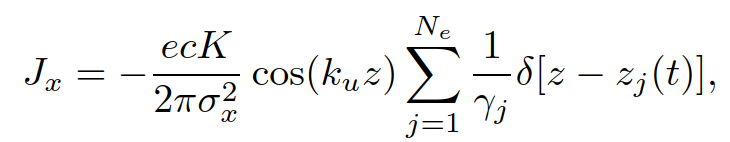 $$J_x = -\frac{ecK}{2\pi\sigma_x^2} \cos(k_u z) \sum_{j=1}^{N_e} \frac{1}{\gamma_j} \delta[z - z_j(t)],$$